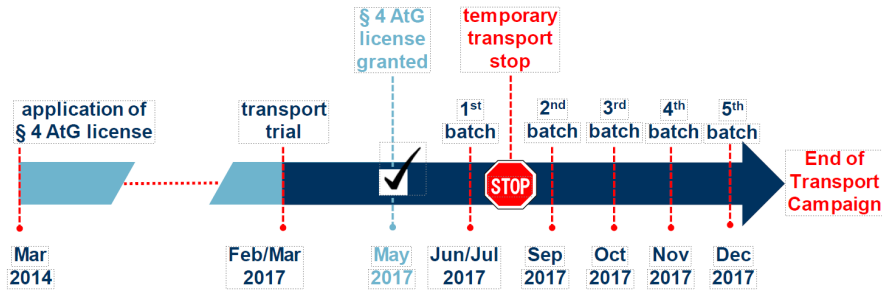 § 4 AtG
license
granted
temporary
transport
stop
application of
§ 4 AtG license
transport
trial
1st
batch
2nd
batch
3rd
batch
4th
batch
5th
batch
STOP
End of
Transport
Campaign
Mar
2014
Feb/Mar
2017
May
2017
Jun/Jul
2017
Sep
2017
Oct
2017
Nov
2017
Dec
2017